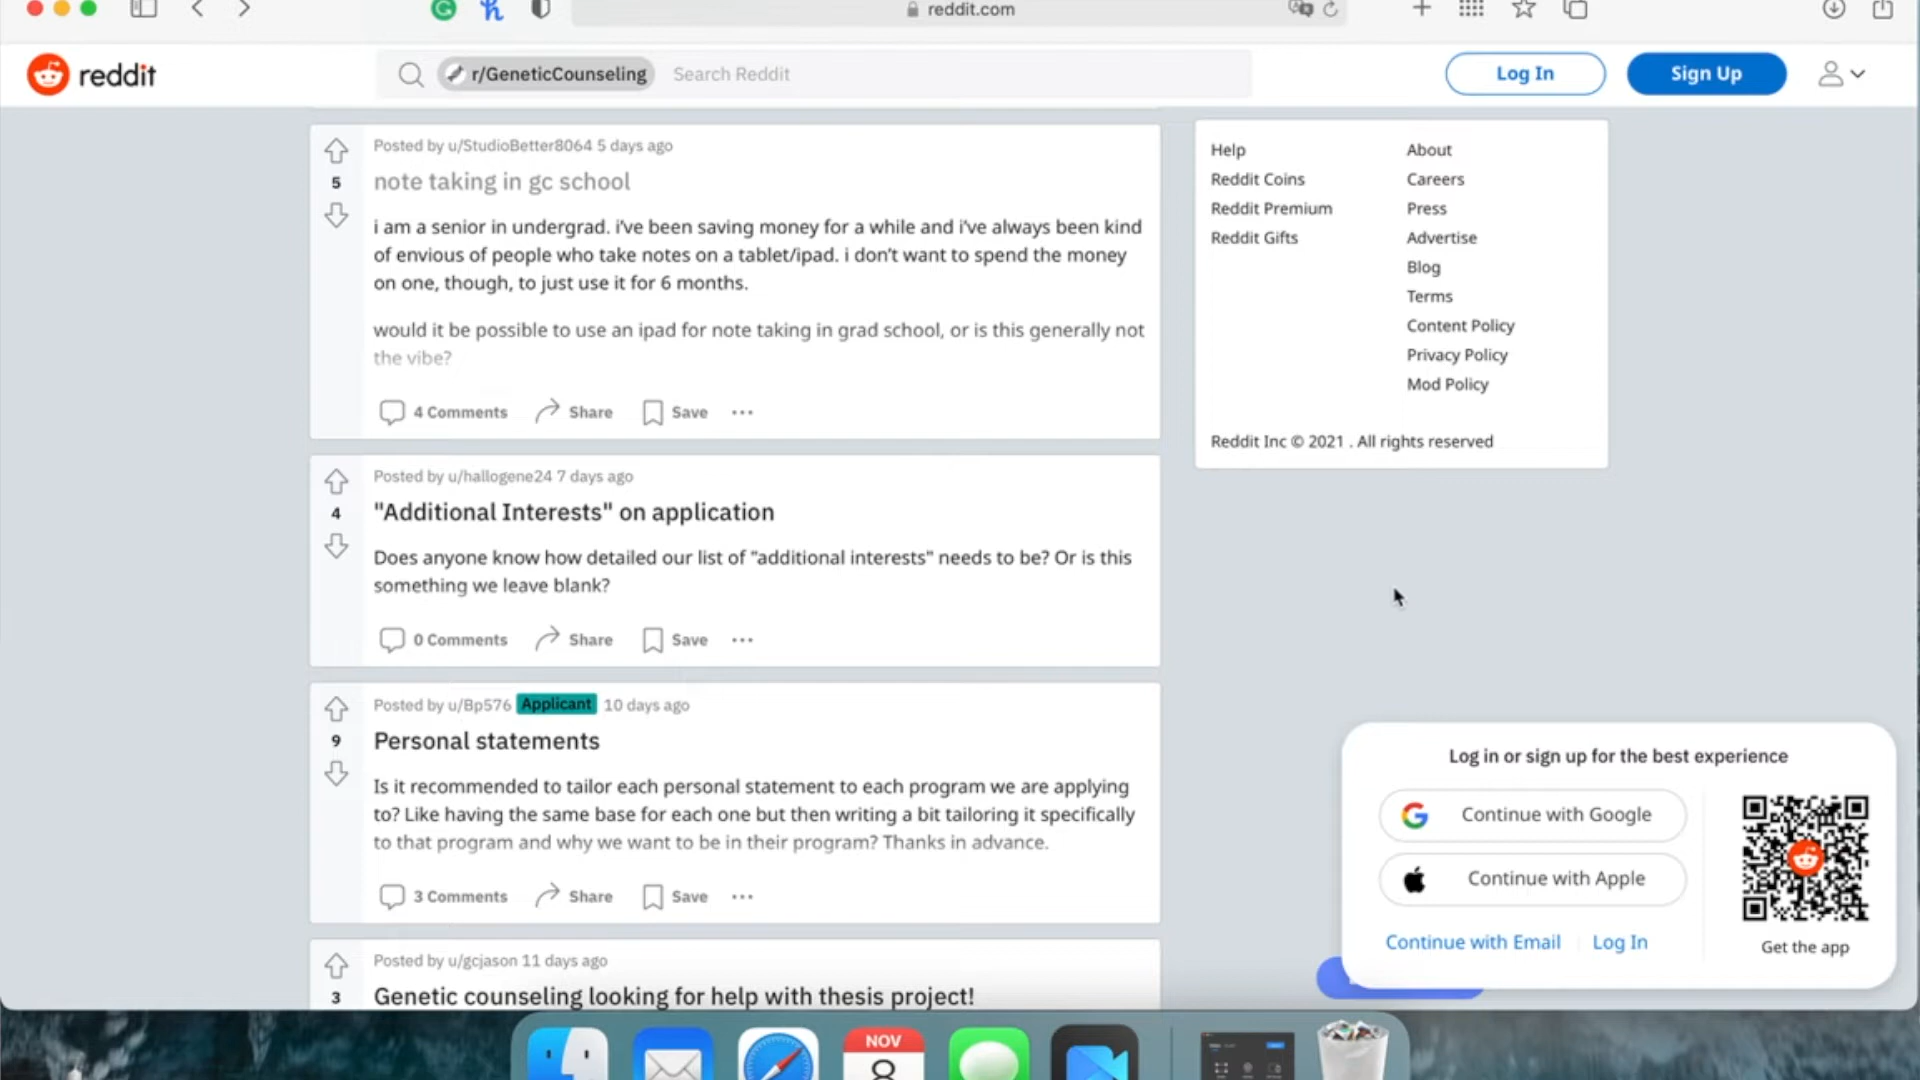 reddit.com
reddit
r/GeneticCounseling
Search Reddit
Log In
Sign Up
Posted by u/StudioBetter8064 5 days ago
5
note taking in gc school
i am a senior in undergrad. i've been saving money for a while and i've always been kind
of envious of people who take notes on a tablet/ipad. i don't want to spend the money
on one, though, to just use it for 6 months.
would it be possible to use an ipad for note taking in grad school, or is this generally not
the vibe?
4 Comments
Share
Save
Posted by u/hallogene24 7 days ago
4
"Additional Interests" on application
Does anyone know how detailed our list of "additional interests" needs to be? Or is this
something we leave blank?
0 Comments
Share
Save
Posted by u/Bp576 Applicant 10 days ago
9
Personal statements
Is it recommended to tailor each personal statement to each program we are applying
to? Like having the same base for each one but then writing a bit tailoring it specifically
to that program and why we want to be in their program? Thanks in advance.
3 Comments
Share
Save
Posted by u/gcjason 11 days ago
3
Genetic counseling looking for help with thesis project!
Help
Reddit Coins
Reddit Premium
Reddit Gifts
About
Careers
Press
Advertise
Blog
Terms
Content Policy
Privacy Policy
Mod Policy
Reddit Inc © 2021 . All rights reserved
Log in or sign up for the best experience
Continue with Google
Continue with Apple
Continue with Email
Log In
Get the app
NOV
8